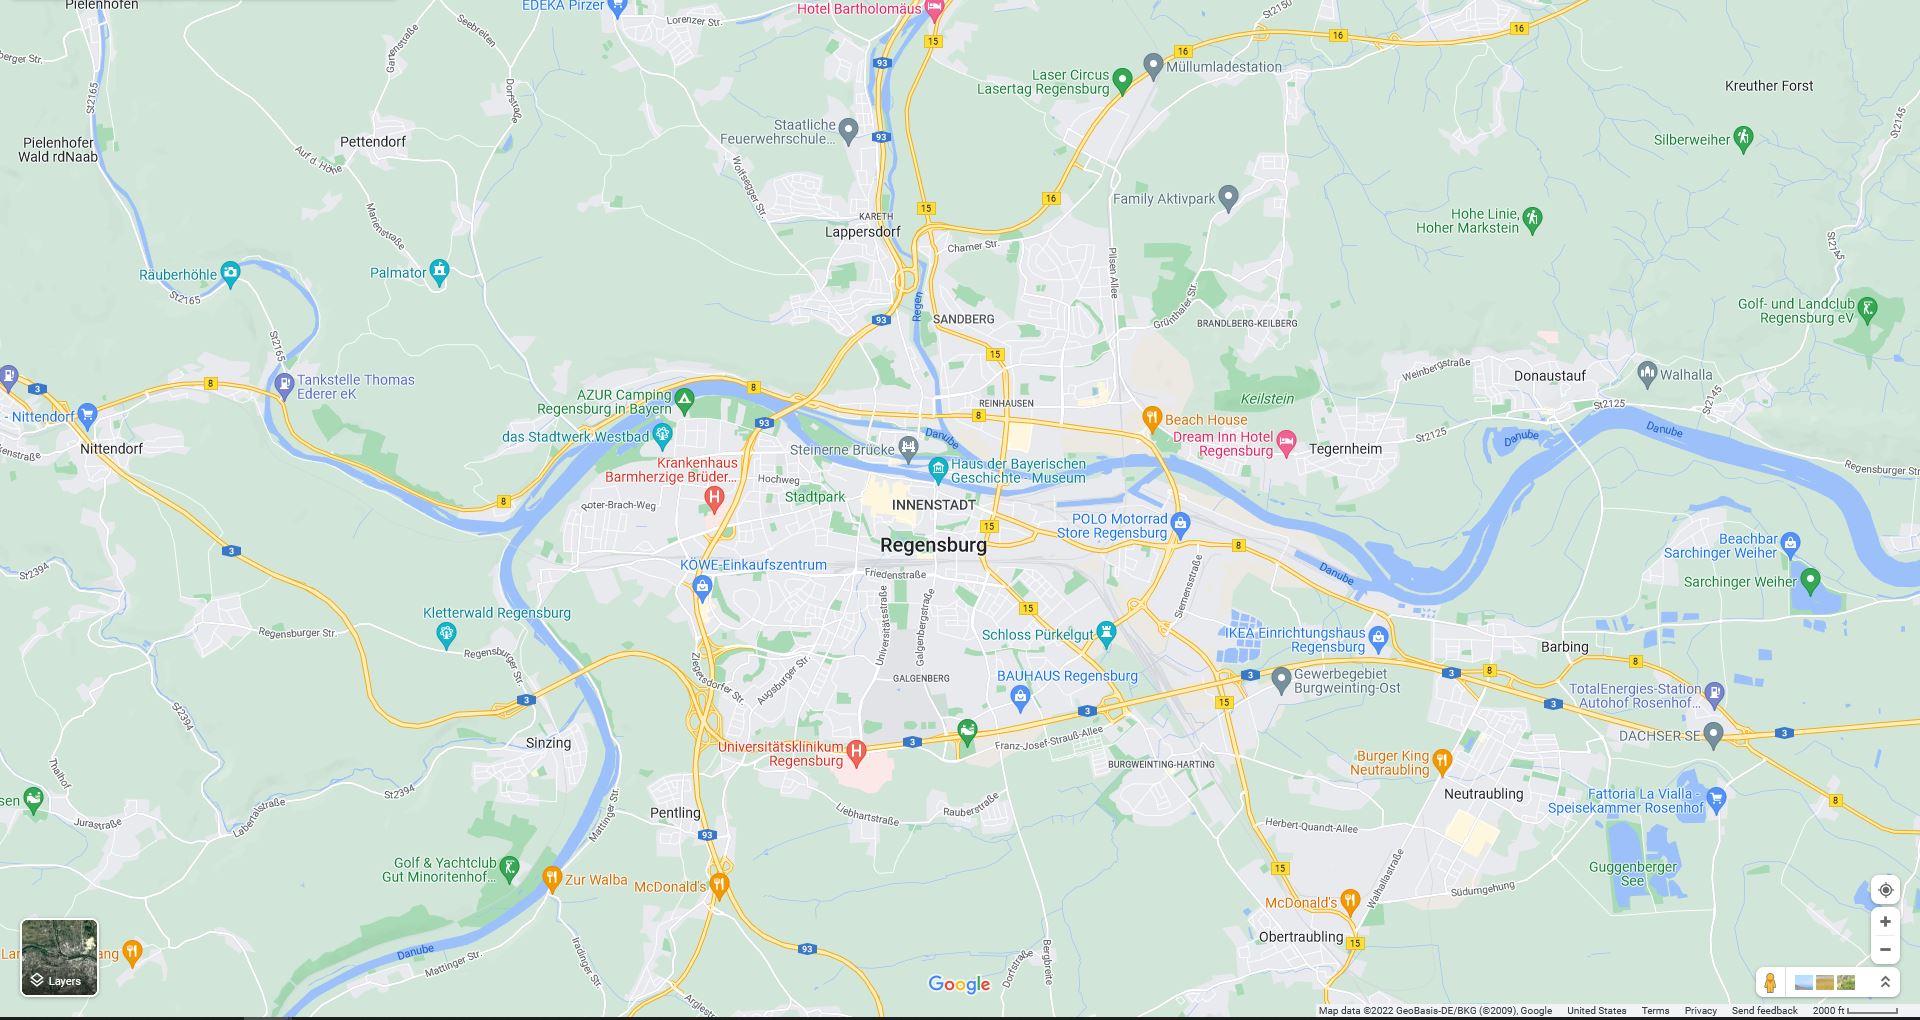 Pielenhofen
EDEKA Pirzer
Lorenzer Str.
Hotel Bartholomäus
St2150
Seebreiten
Gartenstraße
15
16
16
16
93
Müllumladestation
Laser Circus
Lasertag Regensburg
Kreuther Forst
St2165
Dorfstraße
St2145
Staatliche
Feuerwehrschule...
93
Silberweiher
Pielenhofer
Wald rdNaab
Pettendorf
Auf d. Höhe
Wolfsegger Str.
Family Aktivpark
16
15
KARETH
Lappersdorf
Marienstraße
Hohe Linie,
Hoher Markstein
Chamer Str.
Pilsen Allee
St2145
Räuberhöhle
Palmator
St2165
Regen
Grünthaler Str.
Golf- und Landclub
Regensburg eV
93
SANDBERG
BRANDLBERG-KEILBERG
St2165
15
Weinbergstraße
Donaustauf
Walhalla
3
8
Tankstelle Thomas
Ederer eK
8
AZUR Camping
Regensburg in Bayern
REINHAUSEN
Keilstein
St2125
St2145
- Nittendorf
93
8
Beach House
Danube
Danube
Danube
das Stadtwerk.Westbad
Steinerne Brücke
Dream Inn Hotel
Regensburg
Tegernheim
St2125
Nittendorf
Krankenhaus
Barmherzige Brüder...
Haus der Bayerischen
Geschichte - Museum
Regensburger Str.
Hochweg
Stadtpark
8
Roter-Brach-Weg
INNENSTADT
15
POLO Motorrad
Store Regensburg
Regensburg
8
3
Beachbar
Sarchinger Weiher
KÖWE-Einkaufszentrum
Friedenstraße
St2394
Danube
Sarchinger Weiher
Siemensstraße
Universitätsstraße
Galgenbergstraße
15
Kletterwald Regensburg
Regensburger Str.
Schloss Pürkelgut
IKEA Einrichtungshaus
Regensburg
Barbing
Regensburger Str.
Ziegetsdorfer Str.
Augsburger Str.
GALGENBERG
BAUHAUS Regensburg
3
Gewerbegebiet
Burgweinting-Ost
3
8
8
TotalEnergies-Station
Autohof Rosenhof...
3
15
3
3
St2394
Sinzing
3
Franz-Josef-Strauß-Allee
DACHSER SE
3
Universitätsklinikum
Regensburg
BURGWEINTING-HARTING
Burger King
Neutraubling
Thalhof
St2394
Mattinger Str.
Pentling
Liebhartstraße
Rauberstraße
Neutraubling
Fattoria La Vialla -
Speisekammer Rosenhof
8
Jurastraße
Labertalstraße
93
Herbert-Quandt-Allee
Golf & Yachtclub
Gut Minoritenhof...
Zur Walba
McDonald's
15
Walhallastraße
Guggenberger
See
Südumgehung
McDonald's
Obertraubling
15
Danube
Mattinger Str.
Iradinger Str.
93
Bergbreite
Dorfstraße
Layers
Google
Map data ©2022 GeoBasis-DE/BKG (©2009), Google
United States
Terms
Privacy
Send feedback
2000 ft